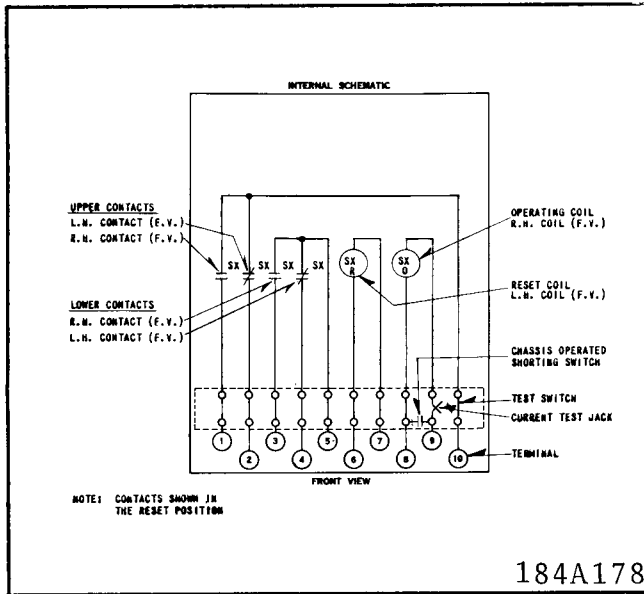 INTERNAL SCHEMATIC
UPPER CONTACTS
L.H. CONTACT (F.V.)
R.H. CONTACT (F.V.)
LOWER CONTACTS
R.H. CONTACT (F.V.)
L.H. CONTACT (F.V.)
SX SX SX SX
SX
R
SX
O
OPERATING COIL
R.H. COIL (F.V.)
RESET COIL
L.H. COIL (F.V.)
CHASSIS OPERATED
SHORTING SWITCH
TEST SWITCH
CURRENT TEST JACK
TERMINAL
1 3 5 7 9
2 4 6 8 10
FRONT VIEW
NOTE: CONTACTS SHOWN IN
THE RESET POSITION
184A178